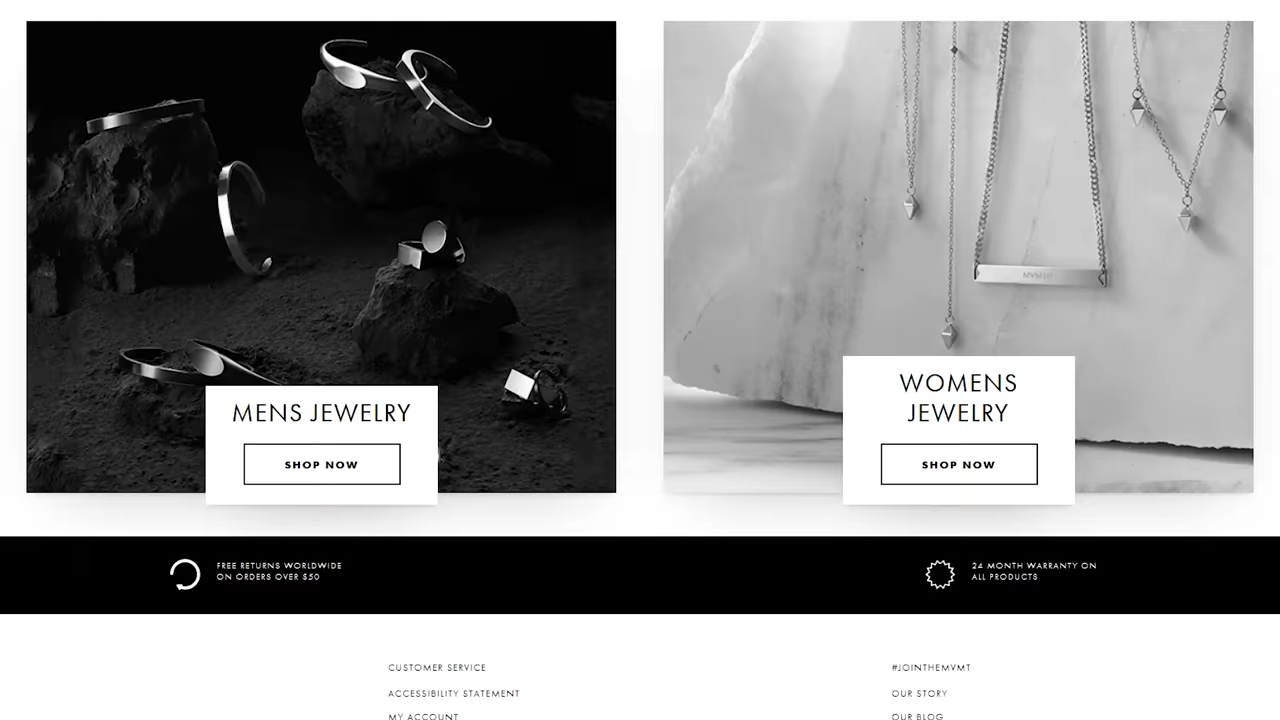 MENS JEWELRY
SHOP NOW
WOMENS
JEWELRY
SHOP NOW
FREE RETURNS WORLDWIDE
ON ORDERS OVER $50
24 MONTH WARRANTY ON
ALL PRODUCTS
CUSTOMER SERVICE
ACCESSIBILITY STATEMENT
MY ACCOUNT
#JOINTHEMVMT
OUR STORY
OUR BLOG